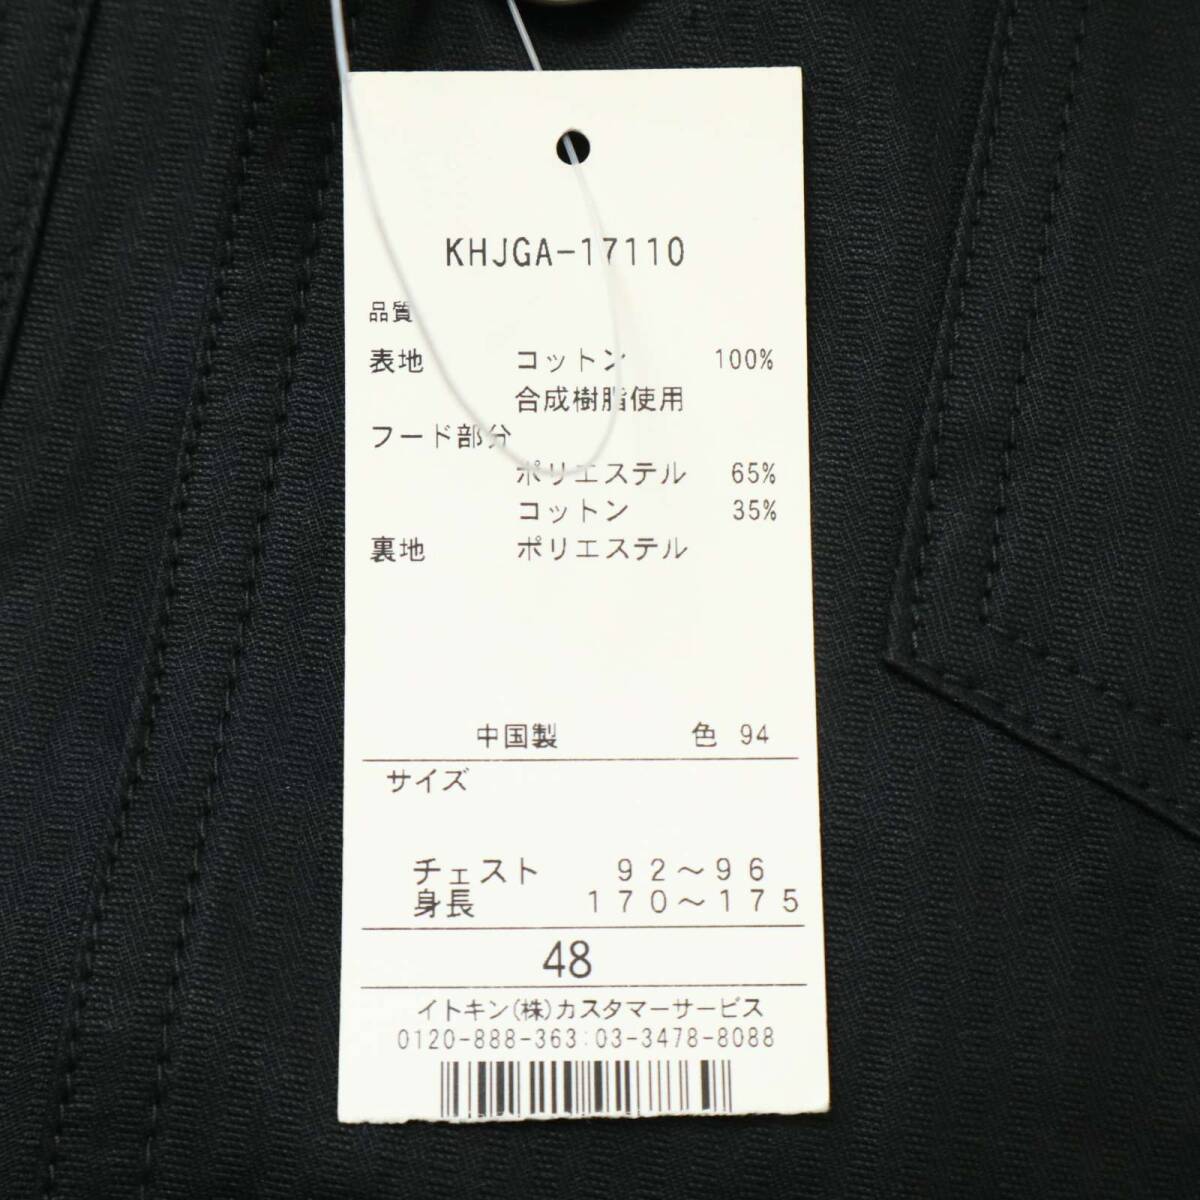 KHJGA-17110
品質
表地 コットン 100%
合成樹脂使用
フード部分
ポリエステル 65%
コットン 35%
裏地 ポリエステル
中国製 色 94
サイズ
チェスト 92～96
身長 170～175
48
イトキン(株)カスタマーサービス
0120-888-363:03-3478-8088